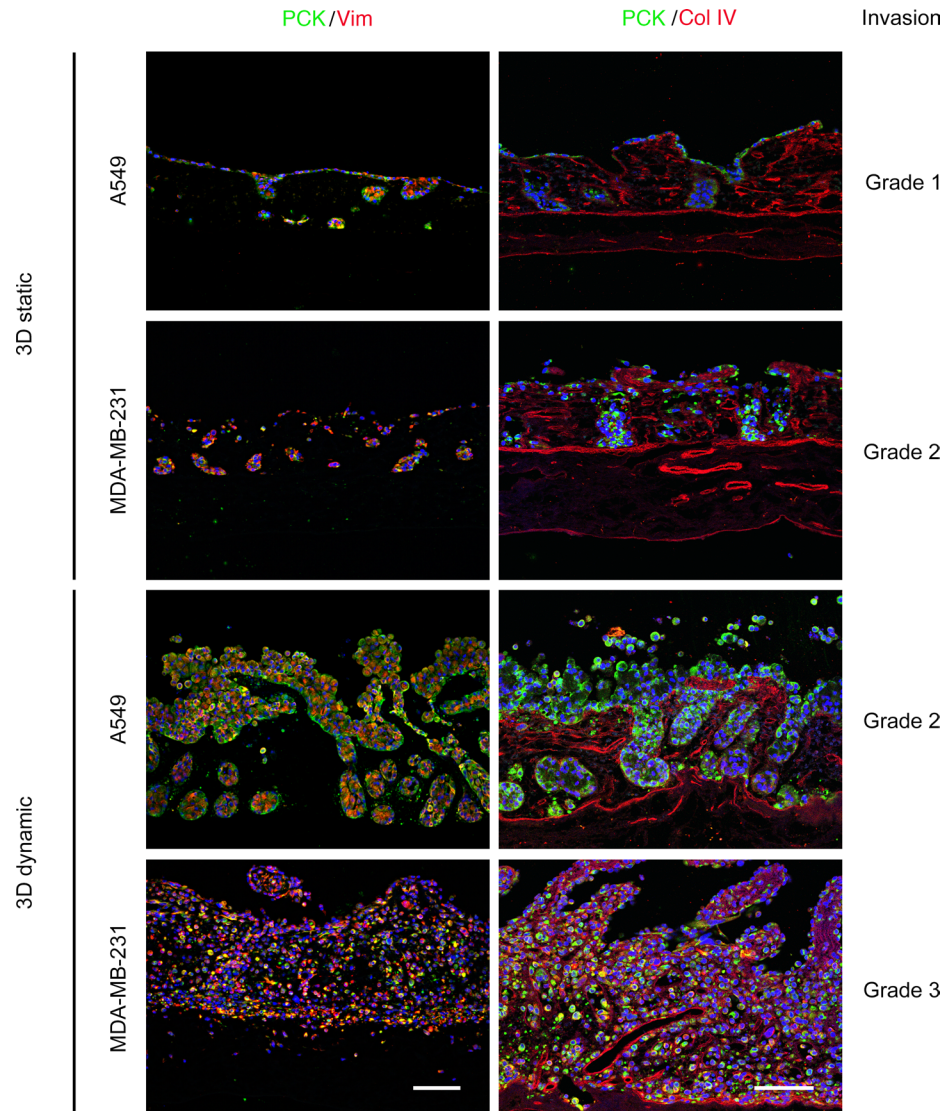 PCK/Vim
PCK /Col IV
Invasion
3D static
A549
Grade 1
MDA-MB-231
Grade 2
3D dynamic
A549
Grade 2
MDA-MB-231
Grade 3